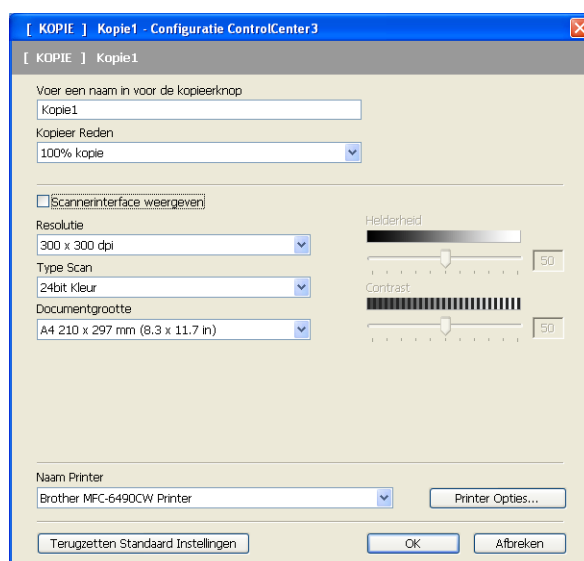 [ KOPIE ] Kopie1 - Configuratie ControlCenter3
[ KOPIE ] Kopie1
Voer een naam in voor de kopieerknop
Kopie1
Kopieer Reden
100% kopie
Scannerinterface weergeven
Resolutie
300 x 300 dpi
Type Scan
24bit Kleur
Documentgrootte
A4 210 x 297 mm (8.3 x 11.7 in)
Helderheid
50
Contrast
50
Naam Printer
Brother MFC-6490CW Printer
Printer Opties...
Terugzetten Standaard Instellingen
OK
Afbreken